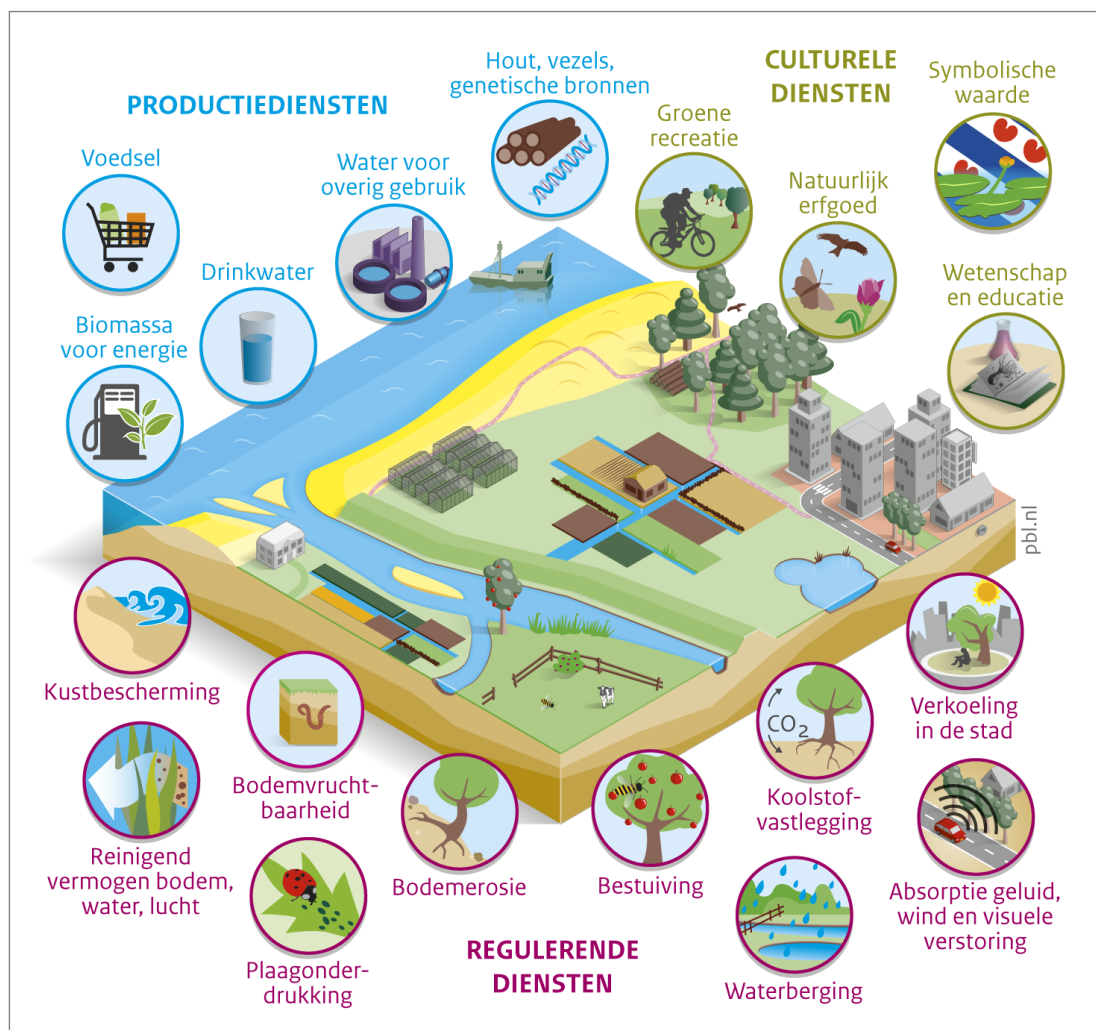 PRODUCTIEDIENSTEN
Voedsel
Biomassa
voor energie
Drinkwater
Water voor
overig gebruik
Hout, vezels,
genetische bronnen
CULTURELE
DIENSTEN
Groene
recreatie
Natuurlijk
erfgoed
Symbolische
waarde
Wetenschap
en educatie
pbl.nl
Kustbescherming
Reinigend
vermogen bodem,
water, lucht
Bodemvrucht-
baarheid
Plaagonder-
drukking
Bodemerosie
REGULERENDE
DIENSTEN
Bestuiving
CO2
Koolstof-
vastlegging
Waterberging
Verkoeling
in de stad
Absorptie geluid,
wind en visuele
verstoring